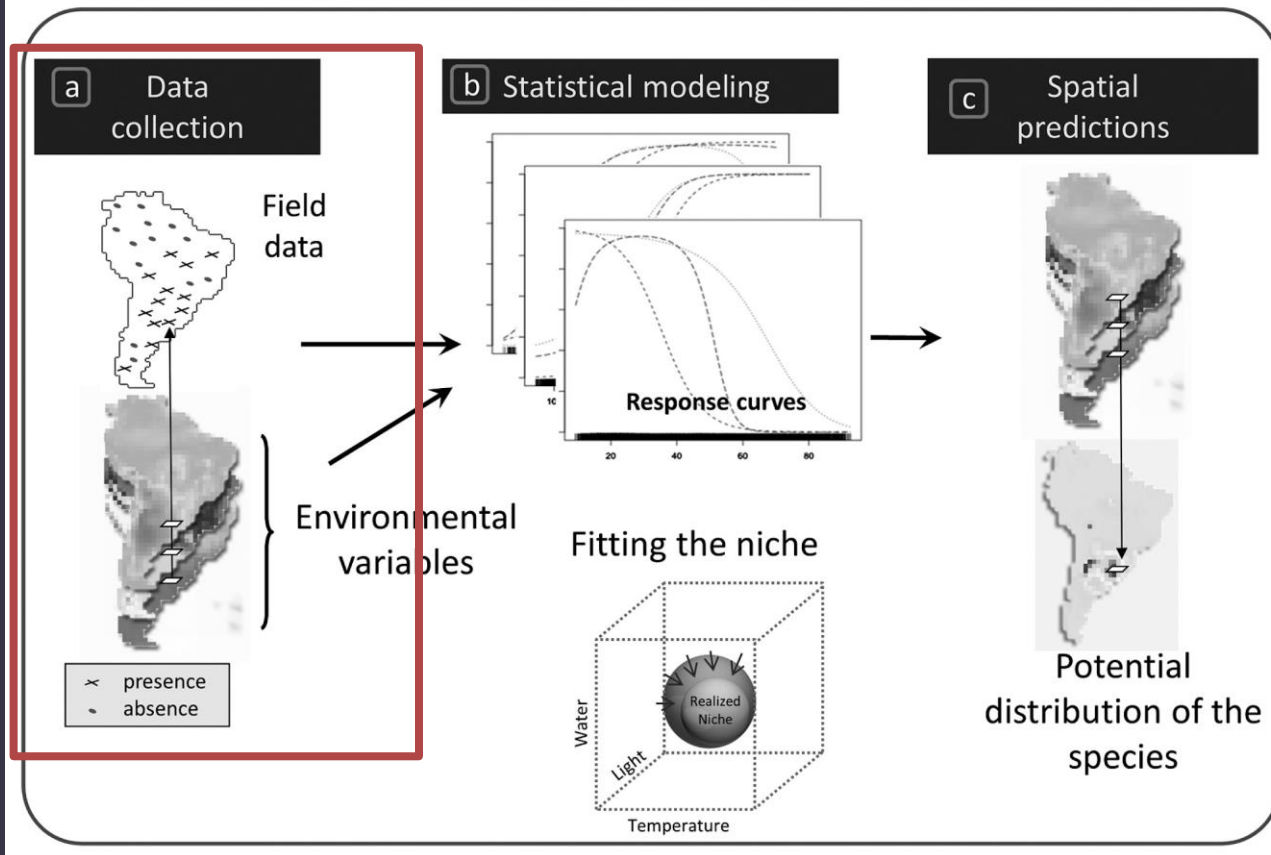 a
Data
collection
Field
data
Environmental
variables
presence
absence
b
Statistical modeling
10
Response curves
20
40
60
80
Fitting the niche
Realized
Niche
Water
Light
Temperature
c
Spatial
predictions
Potential
distribution of the
species